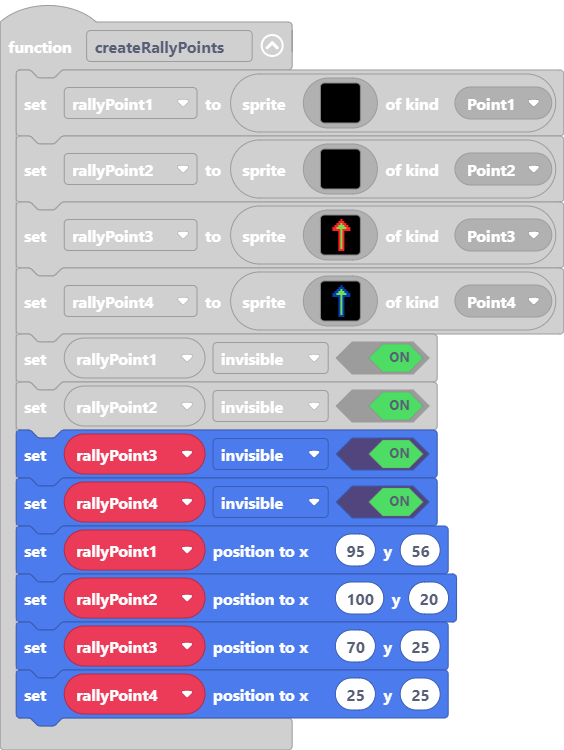 function createRallyPoints
set rallyPoint1 to sprite of kind Point1
set rallyPoint2 to sprite of kind Point2
set rallyPoint3 to sprite of kind Point3
set rallyPoint4 to sprite of kind Point4
set rallyPoint1 invisible ON
set rallyPoint2 invisible ON
set rallyPoint3 invisible ON
set rallyPoint4 invisible ON
set rallyPoint1 position to x 95 y 56
set rallyPoint2 position to x 100 y 20
set rallyPoint3 position to x 70 y 25
set rallyPoint4 position to x 25 y 25